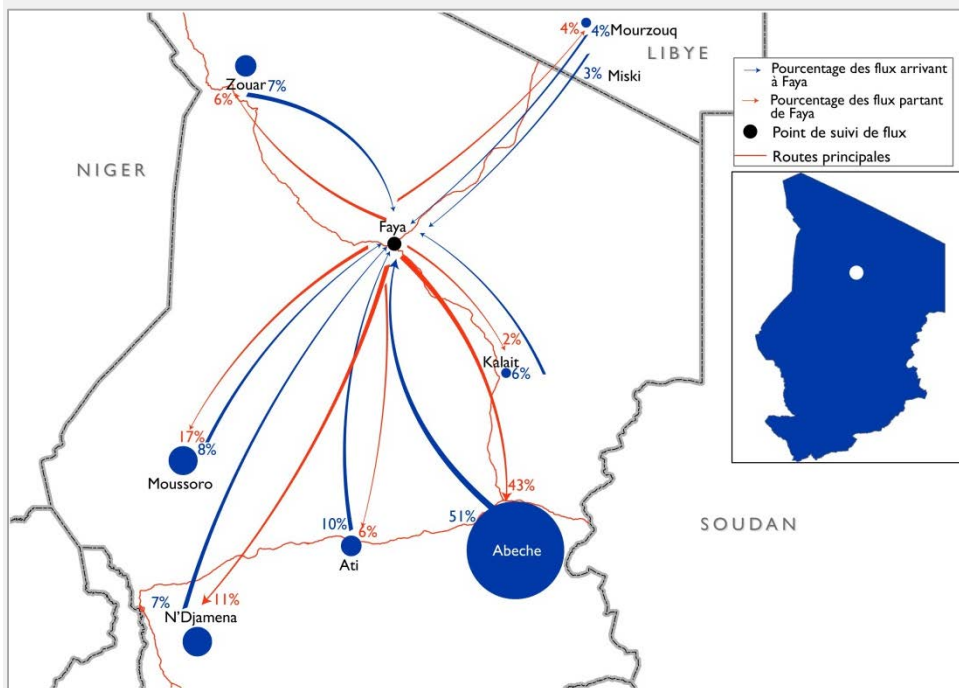 4%
4%
Mourzouq
LIBYE
3%
Miski
Zouar
7%
6%
NIGER
Faya
Pourcentage des flux arrivant
à Faya
Pourcentage des flux partant
de Faya
Point de suivi de flux
Routes principales
2%
Kalait
6%
17%
8%
Moussoro
43%
51%
10%
6%
Abeche
Ati
SOUDAN
7%
11%
N'Djamena